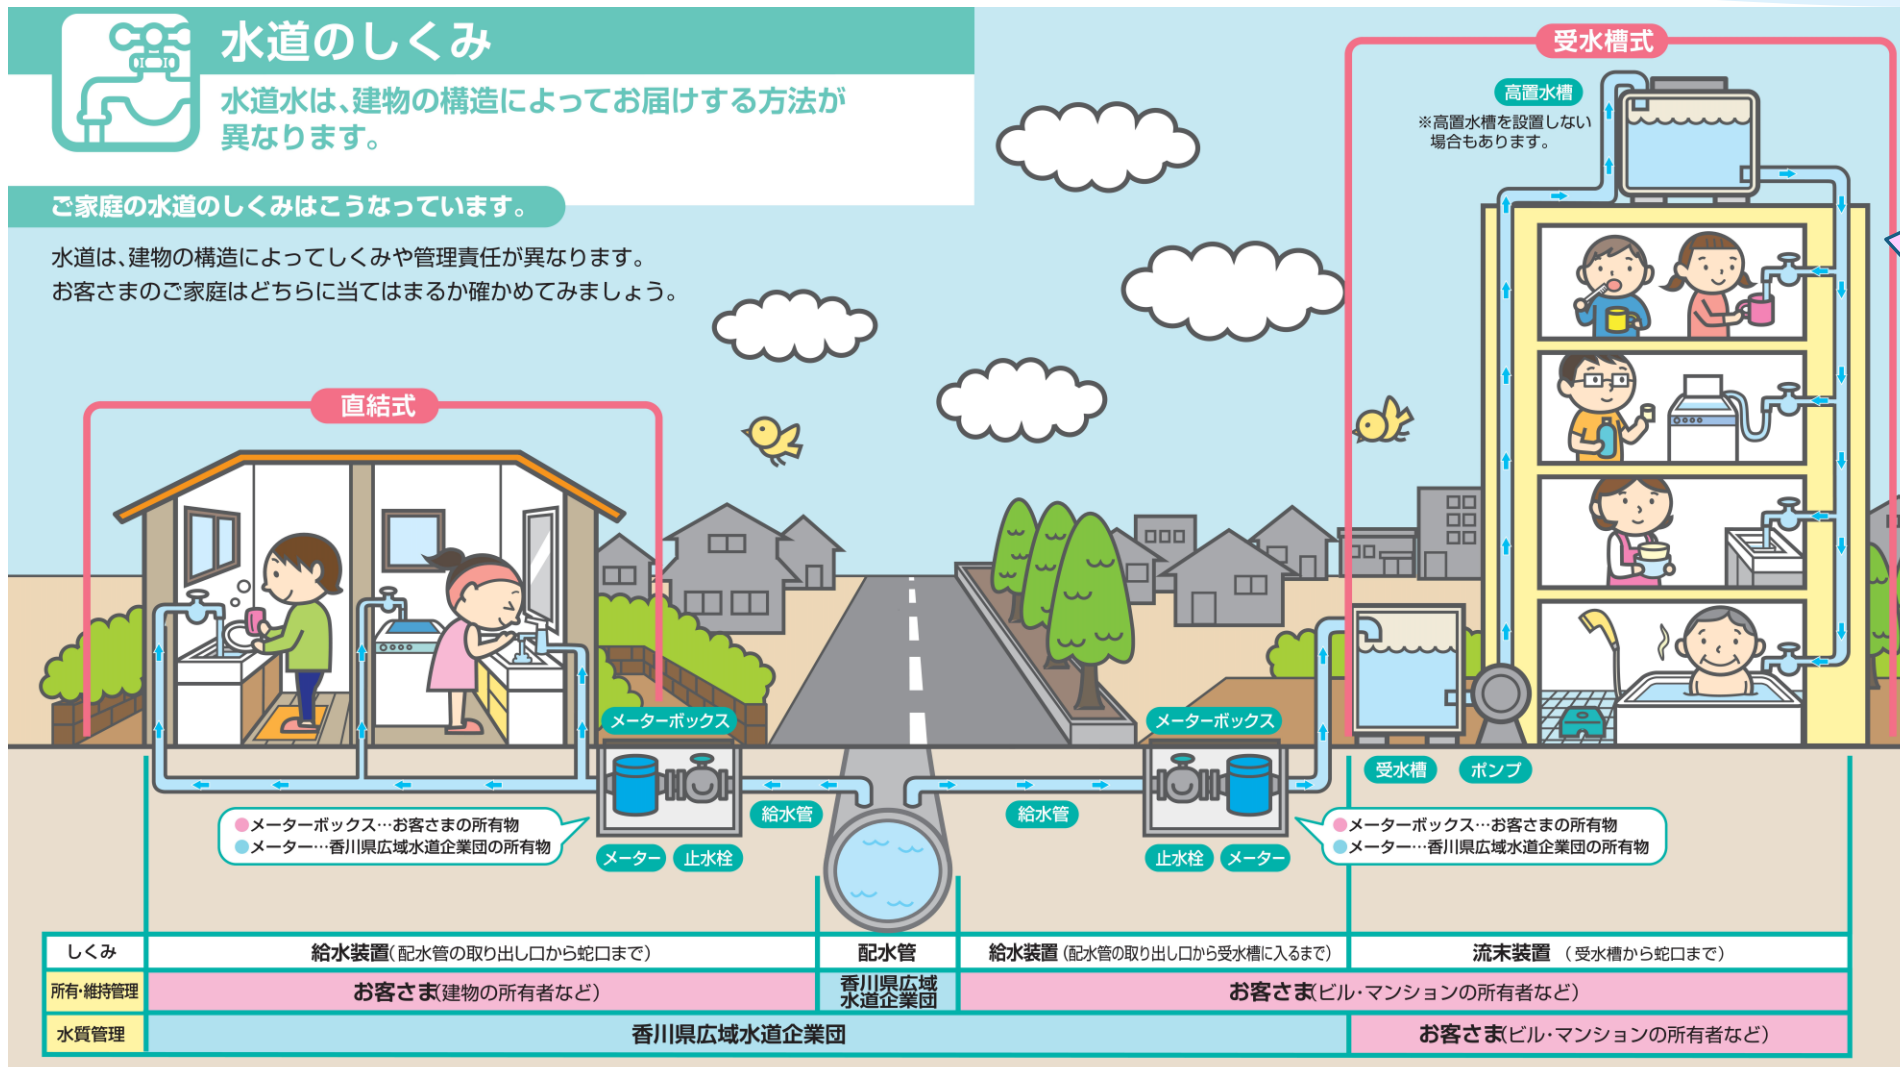 水道のしくみ
水道水は、建物の構造によってお届けする方法が
異なります。
ご家庭の水道のしくみはこうなっています。
水道は、建物の構造によってしくみや管理責任が異なります。
お客さまのご家庭はどちらに当てはまるか確かめてみましょう。
直結式
受水槽式
高置水槽
※高置水槽を設置しない
場合もあります。
メーターボックス
メーターボックス
受水槽
ポンプ
給水管
給水管
●メーターボックス…お客さまの所有物
●メーター…香川県広域水道企業団の所有物
●メーターボックス…お客さまの所有物
●メーター…香川県広域水道企業団の所有物
メーター
止水栓
止水栓
メーター
しくみ
給水装置(配水管の取り出し口から蛇口まで)
配水管
給水装置(配水管の取り出し口から受水槽に入るまで)
流末装置(受水槽から蛇口まで)
所有・維持管理
お客さま(建物の所有者など)
香川県広域
水道企業団
お客さま(ビル・マンションの所有者など)
水質管理
香川県広域水道企業団
お客さま(ビル・マンションの所有者など)